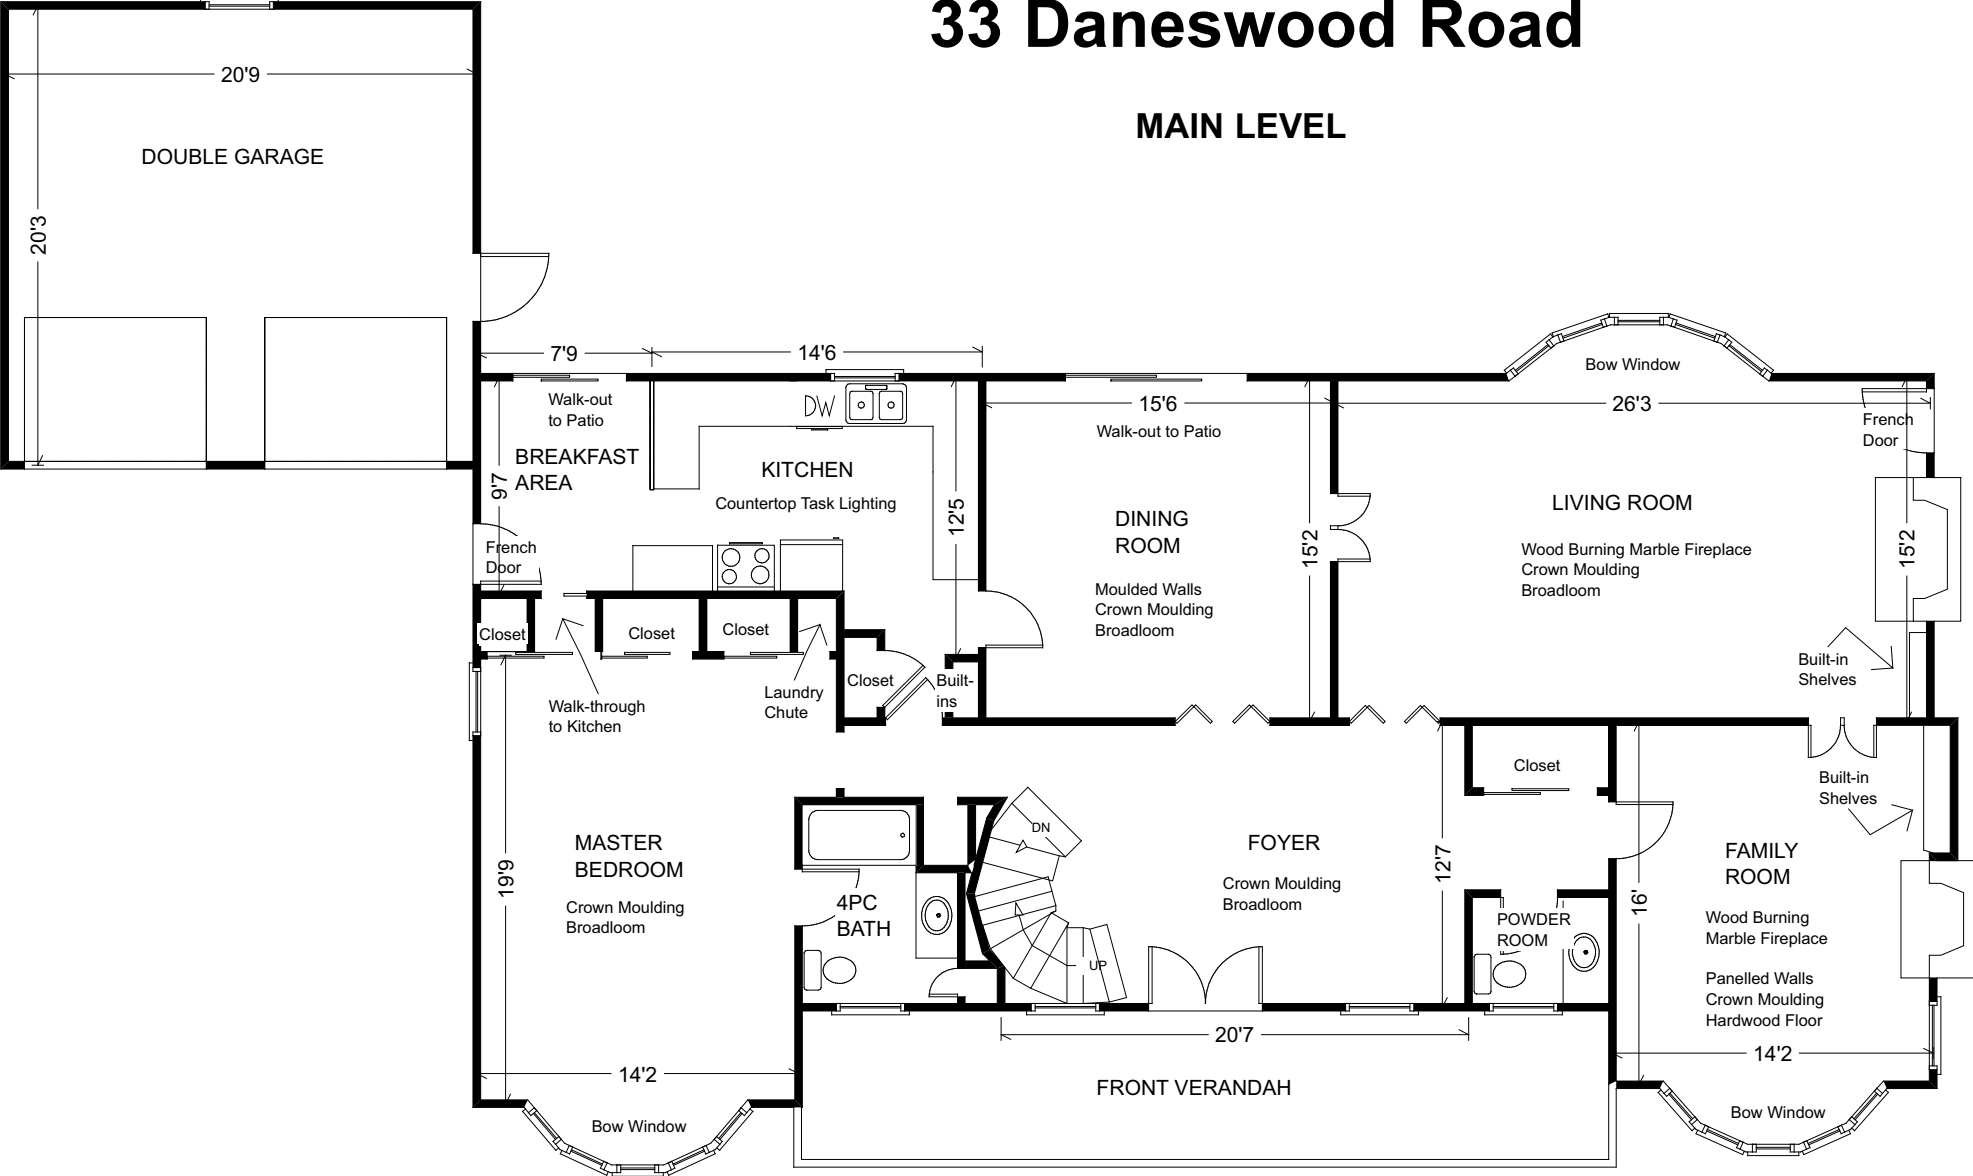 33 Daneswood Road
MAIN LEVEL
20'9
DOUBLE GARAGE
20'3
7'9
14'6
Walk-out
to Patio
BREAKFAST
AREA
9'7
French
Door
DW
KITCHEN
Countertop Task Lighting
12'5
15'6
Walk-out to Patio
DINING
ROOM
15'2
Moulded Walls
Crown Moulding
Broadloom
Bow Window
26'3
French
Door
LIVING ROOM
15'2
Wood Burning Marble Fireplace
Crown Moulding
Broadloom
Built-in
Shelves
Closet
Closet
Closet
Walk-through
to Kitchen
Laundry
Chute
Closet
Built-
ins
MASTER
BEDROOM
19'9
Crown Moulding
Broadloom
14'2
Bow Window
4PC
BATH
DN
UP
FOYER
Crown Moulding
Broadloom
12'7
20'7
Closet
POWDER
ROOM
FRONT VERANDAH
Built-in
Shelves
FAMILY
ROOM
16'
Wood Burning
Marble Fireplace
Panelled Walls
Crown Moulding
Hardwood Floor
14'2
Bow Window